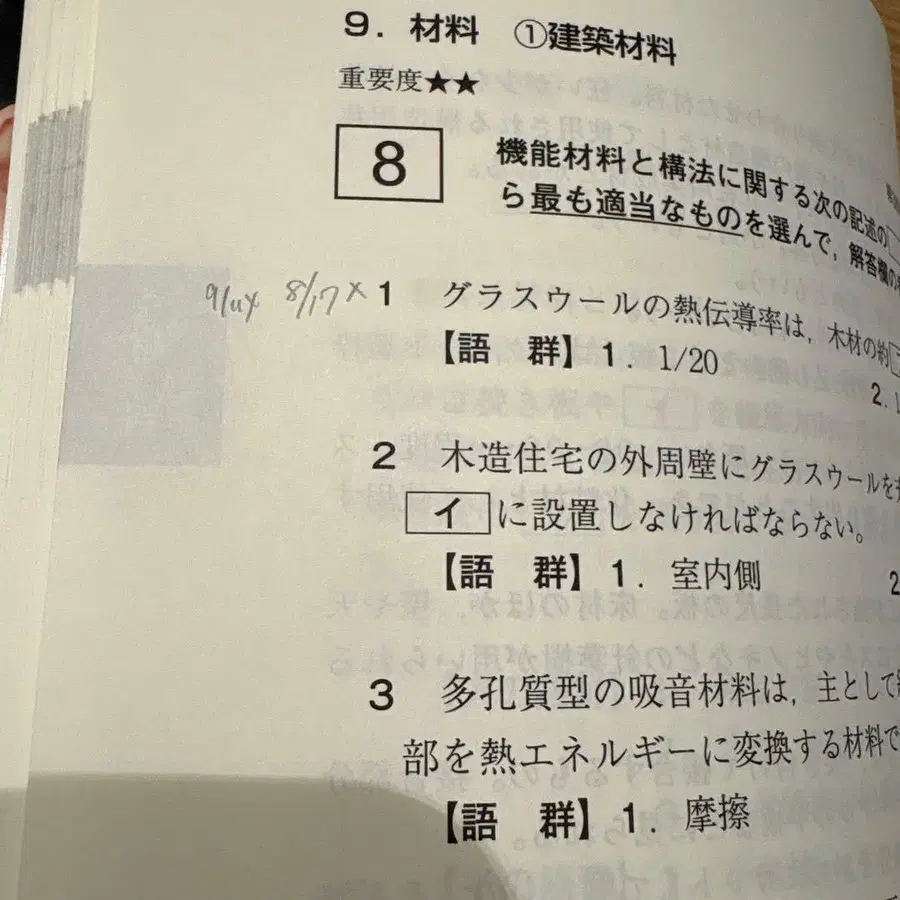 9. 材料 ①建築材料
重要度★★
8 機能材料と構法に関する次の記述の
ら最も適当なものを選んで，解答欄の
9/14× 8/17× 1 グラスウールの熱伝導率は，木材の約
【語 群】 1. 1/20 2.
2 木造住宅の外周壁にグラスウールを
イ に設置しなければならない。
【語 群】 1. 室内側 2
3 多孔質型の吸音材料は，主として
部を熱エネルギーに変換する材料で
【語 群】 1. 摩擦